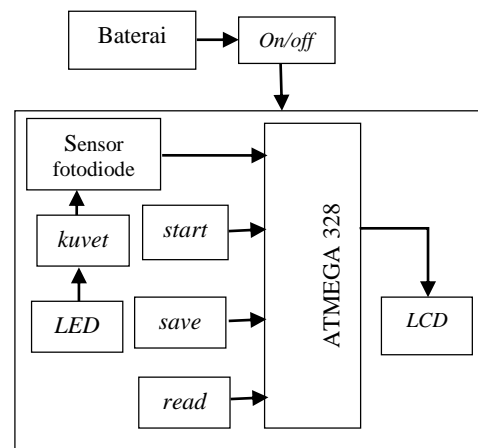 Baterai
On/off
Sensor
fotodiode
kuvet
LED
start
save
read
ATMEGA 328
LCD